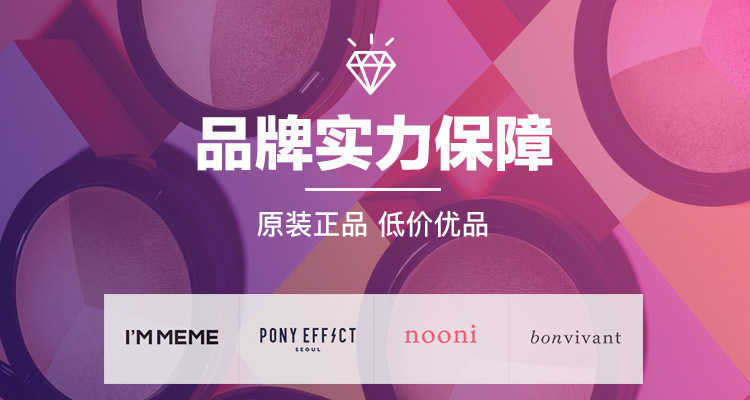 品牌实力保障
原装正品 低价优品
I'M MEME
PONY EFFECT
SEOUL
nooni
bonvivant